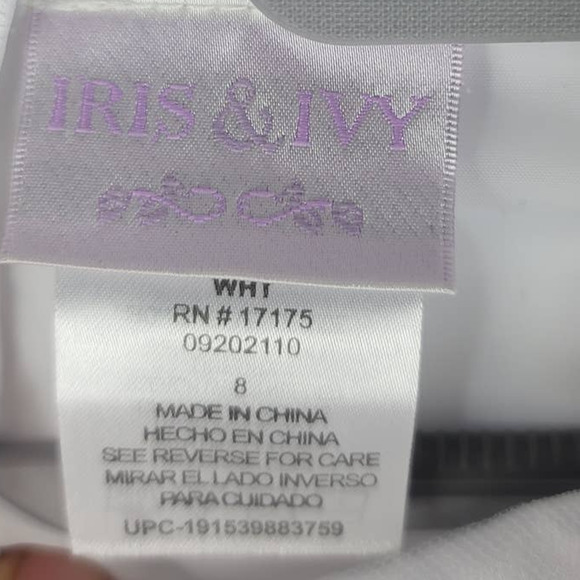 IRIS & IVY
WHT
RN # 17175
09202110
8
MADE IN CHINA
HECHO EN CHINA
SEE REVERSE FOR CARE
MIRAR EL LADO INVERSO
PARA CUIDADO
UPC-191539883759